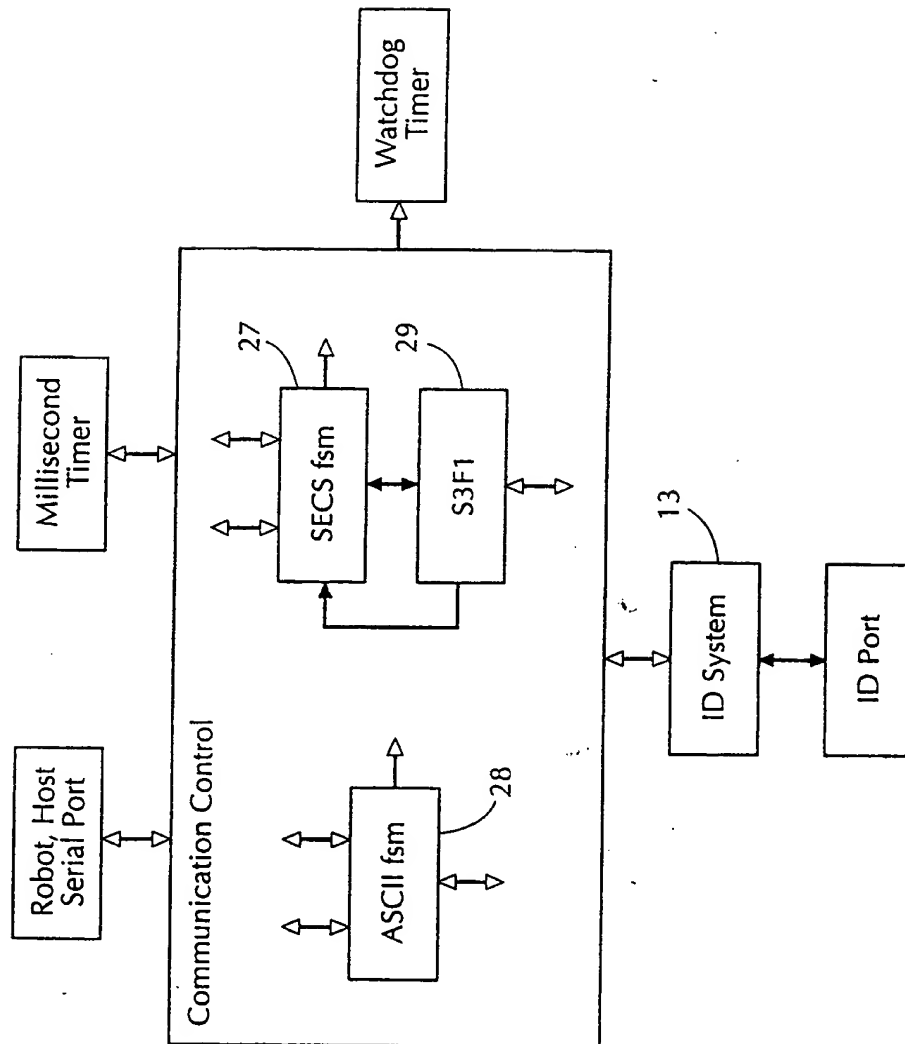 Robot, Host
Serial Port
Millisecond
Timer
Communication Control
ASCII fsm
28
SECS fsm
27
S3F1
29
Watchdog
Timer
ID System
13
ID Port